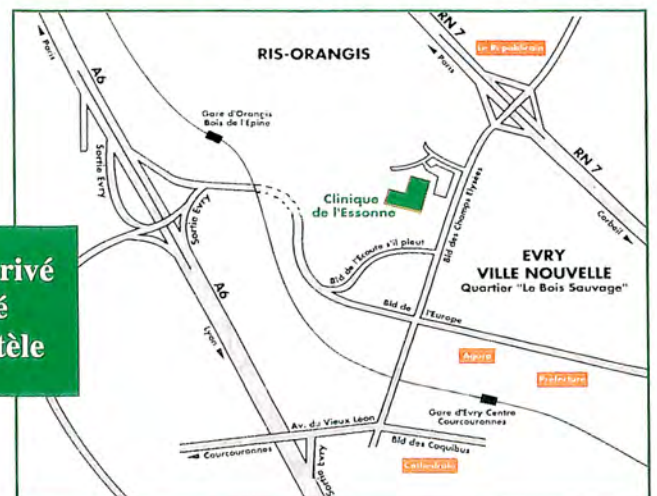 Paris
A6
RIS-ORANGIS
RN 7
Paris
Le Républicain
Gare d'Orangis
Bois de l'Epine
Sortie Evry
Sortie Evry
RN 7
Corbeil
Clinique
de l'Essonne
Bld des Champs Elysées
Bld de l'Ecoute s'il pleut
EVRY
VILLE NOUVELLE
Quartier "Le Bois Sauvage"
rivé
é
tèle
A6
Lyon
Bld de l'Europe
Agora
Préfecture
Gare d'Evry Centre
Courcouronnes
Av. du Vieux Léon
Courcouronnes
Bld des Coquibus
Cathédrale
Sortie Evry